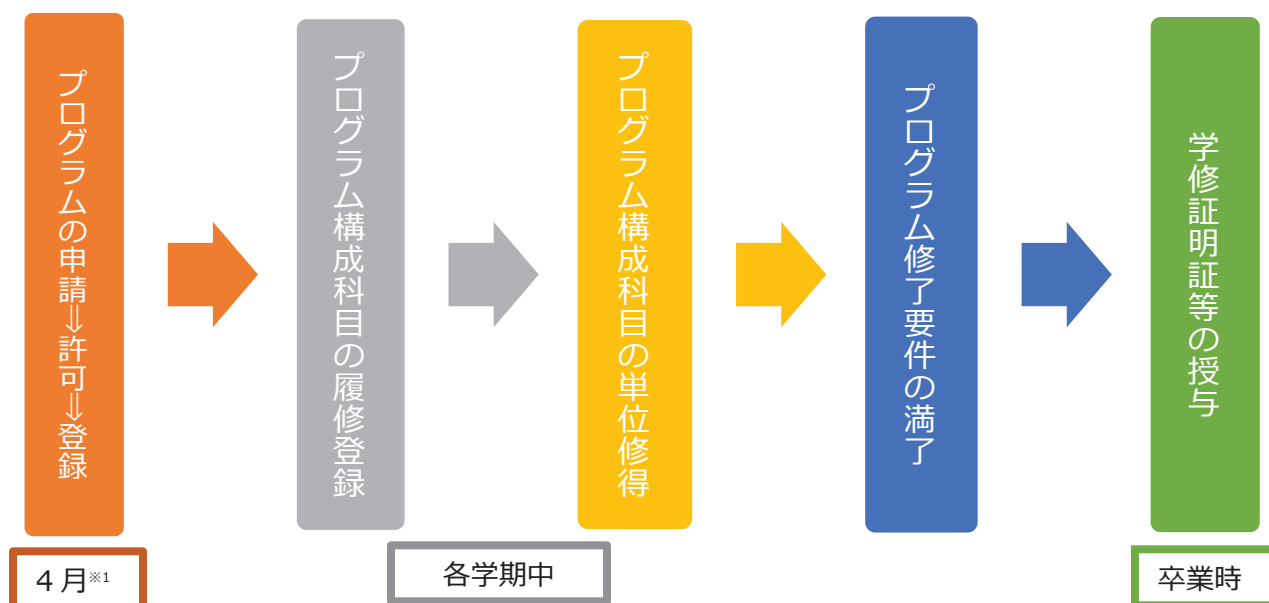 プログラムの申請⇒許可⇒登録
プログラム構成科目の履修登録
プログラム構成科目の単位修得
プログラム修了要件の満了
学修証明証等の授与
4月※1
各学期中
卒業時